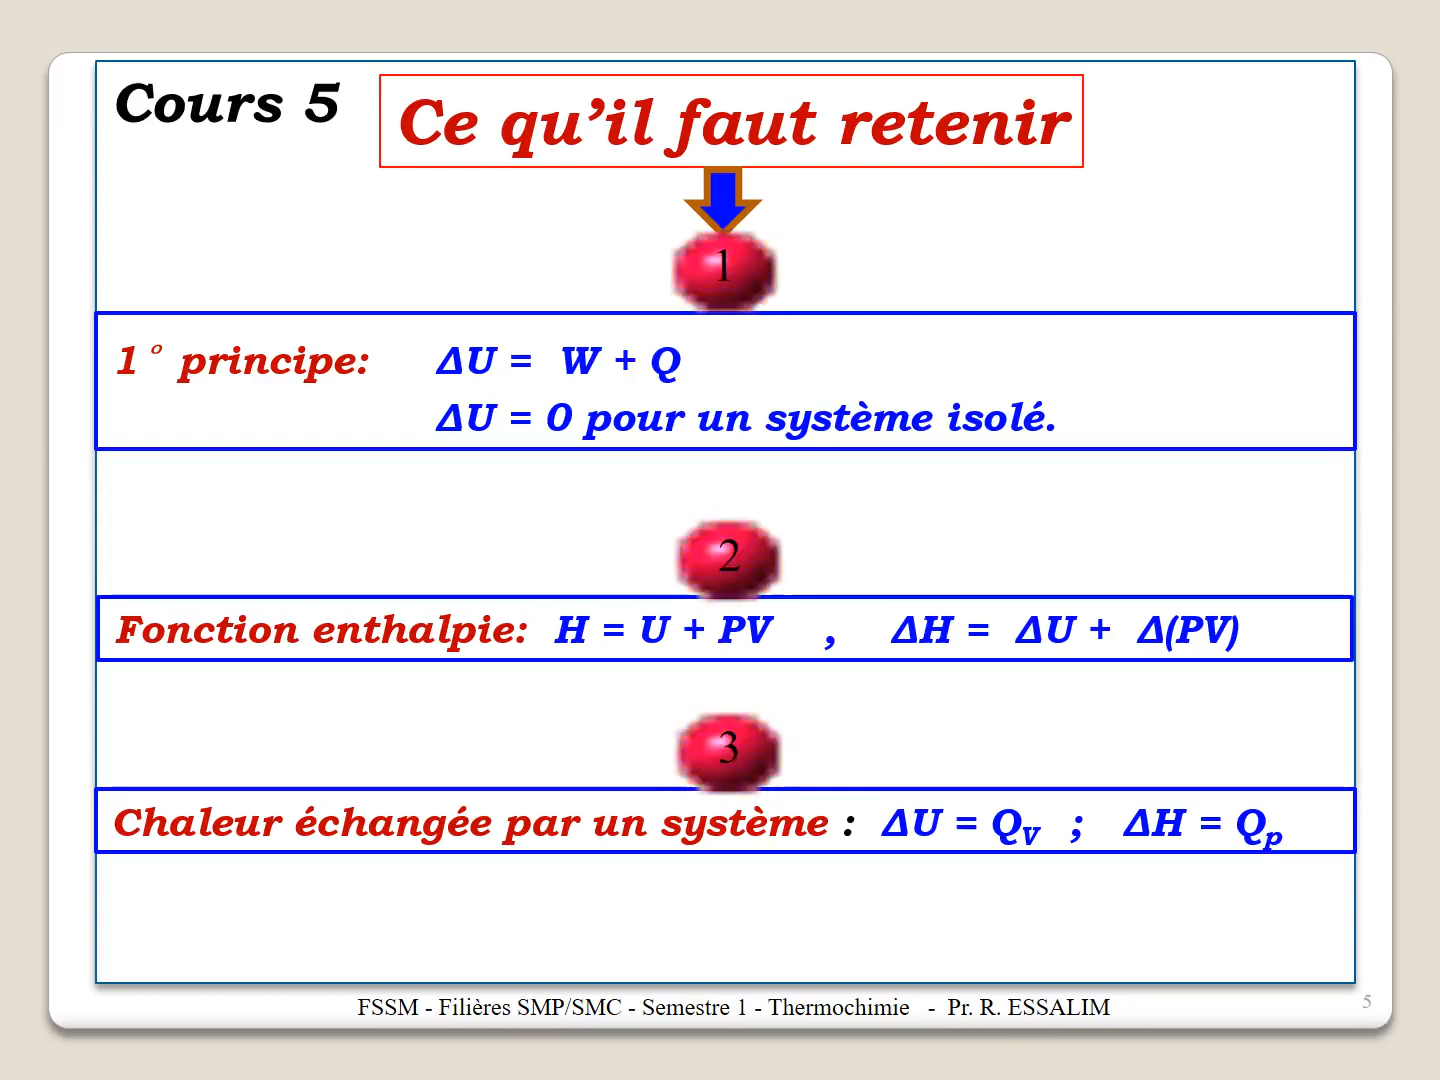 Cours 5
Ce qu’il faut retenir
1
1° principe: ΔU = W + Q
ΔU = 0 pour un système isolé.
2
Fonction enthalpie: H = U + PV , ΔH = ΔU + Δ(PV)
3
Chaleur échangée par un système : ΔU = Q_V ; ΔH = Q_p
FSSM - Filières SMP/SMC - Semestre 1 - Thermochimie - Pr. R. ESSALIM
5